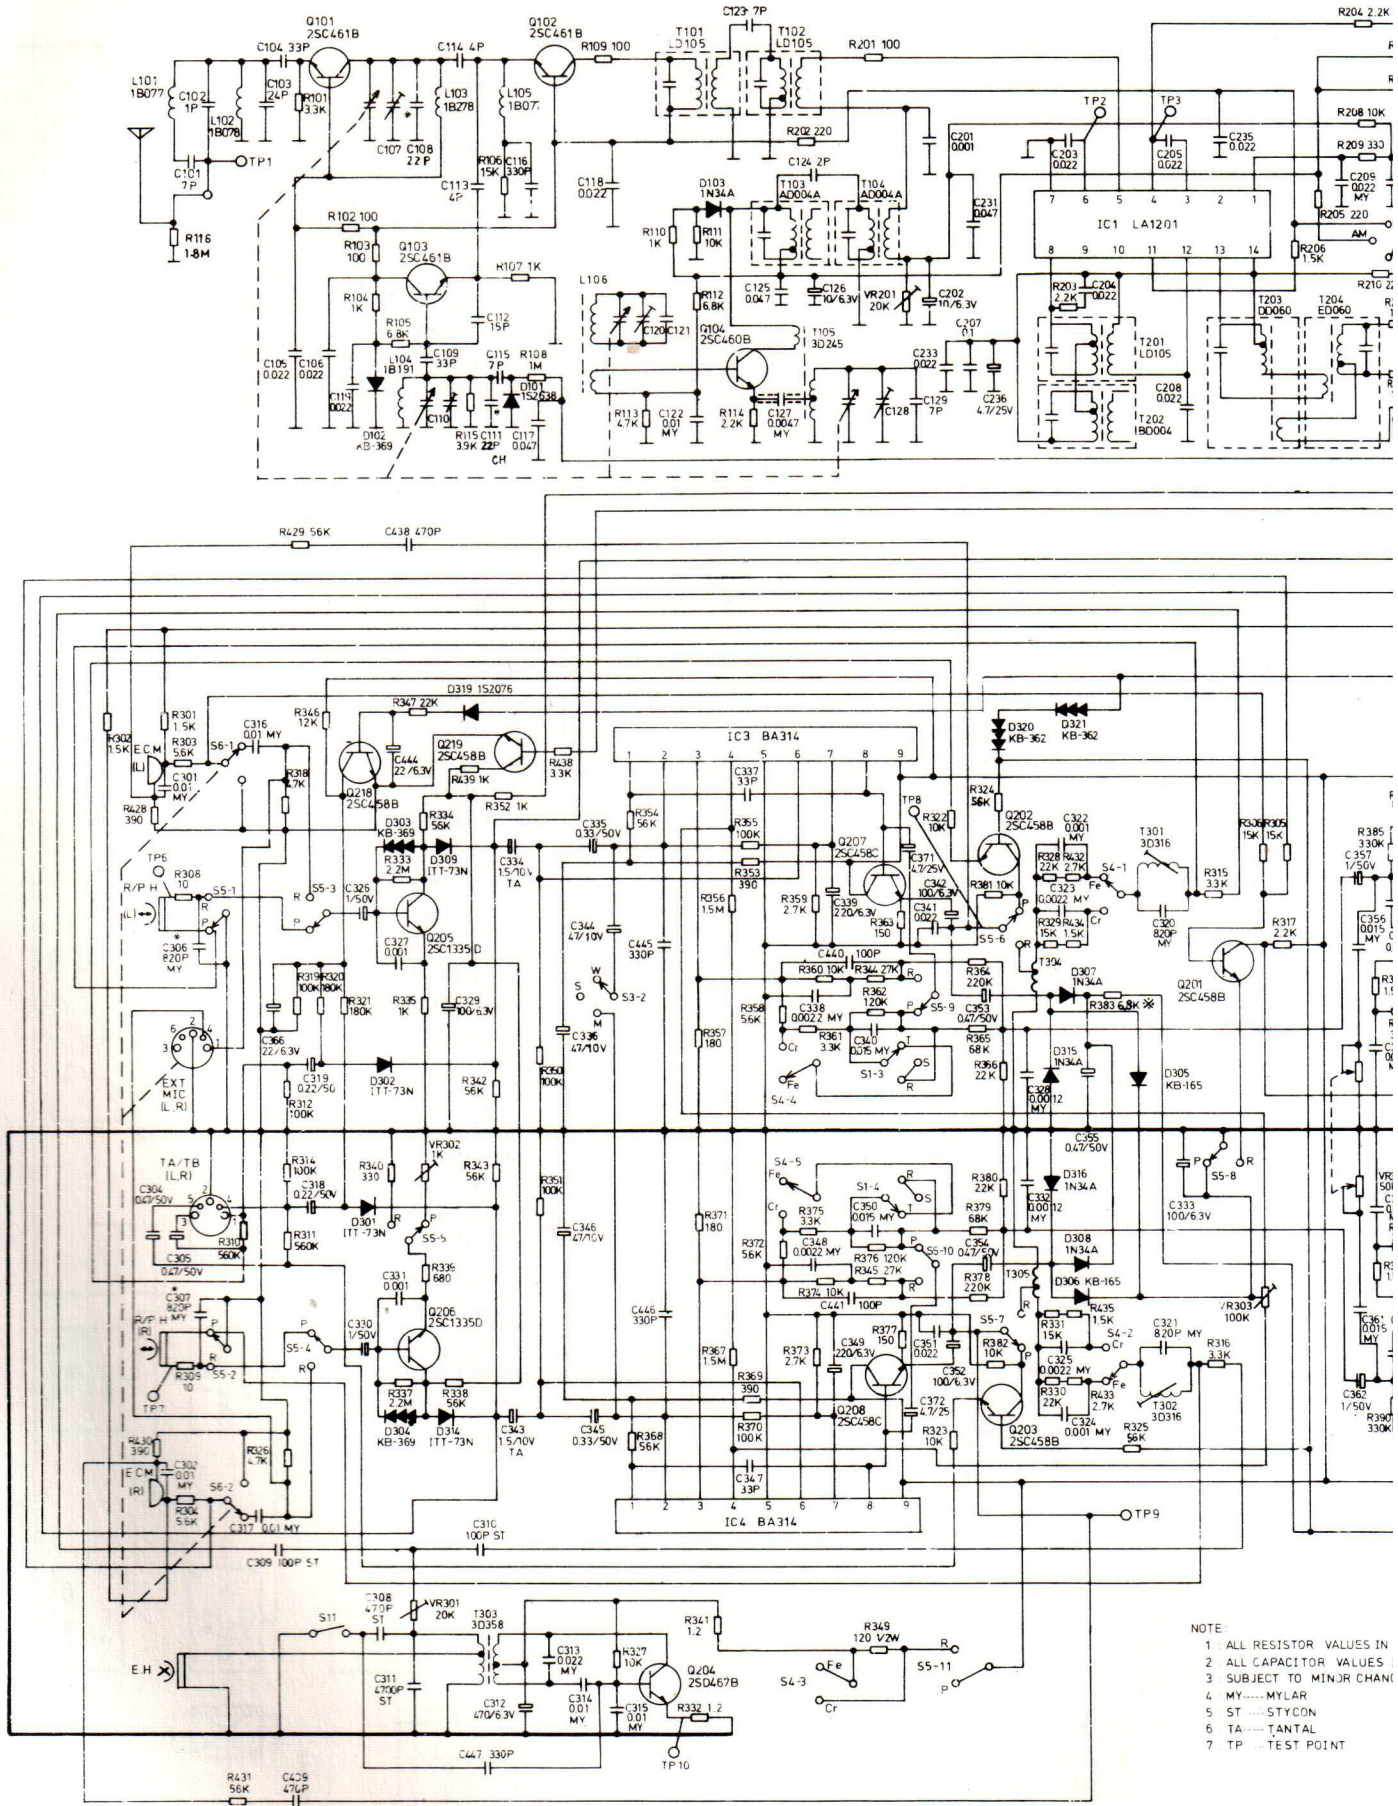 R204 2.2K
Q101
2SC461B
Q102
2SC461B
C123 7P
T101
LD105
T102
LD105
C104 33P
C114 4P
R109 100
R201 100
L101
1B077
C102
1P
L102
1B078
C103
24P
R101
3.3K
C107
C108
22P
L103
1B278
L105
TP1
C101
7P
R106
15K
C116
330P
C113
4P
R202 220
C201
0.001
TP2
TP3
C203
0.022
C205
0.022
C235
0.022
R208 10K
R209 330
C209
0.022
MY
R116
1.8M
R102 100
C118
0.022
C124 2P
D103
1N34A
T103
AD004A
T104
AD004A
C231
0.047
7 6 5 4 3 2 1
IC1 LA1201
8 9 10 11 12 13 14
R205 220
AM
R206
1.5K
R103
100
Q103
2SC461B
R107 1K
R110
1K
R111
10K
L106
R104
1K
R105
6.8K
C112
15P
C120
C121
R112
6.8K
C125
0.047
C126
10/6.3V
VR201
20K
C202
10/6.3V
R203
2.2K
C204
0.022
T203
DD060
T204
ED060
Q104
2SC460B
T105
3D245
C207
0.1
C233
0.022
T201
LD105
C105
0.022
C106
0.022
L104
1B191
C109
33P
C115
7P
R108
1M
D101
1S2638
C119
0.022
D102
KB-369
C110
R115
3.9K
C111
22P
CH
C117
0.047
R113
4.7K
C122
0.01
MY
R114
2.2K
C127
0.0047
MY
C128
C129
7P
C236
4.7/25V
C208
0.022
T202
BD004
R429 56K
C438 470P
D319 1S2076
R347 22K
R301
1.5K
R302
1.5K
R303
5.6K
E.C.M
(L)
S6-1
C316
0.01 MY
R346
12K
C301
0.01
MY
R318
4.7K
R428
390
Q218
2SC458B
C444
22/6.3V
Q219
2SC458B
R439 1K
R438
3.3K
R352 1K
IC3 BA314
1 2 3 4 5 6 7 8 9
D320
KB-362
D321
KB-362
C337
33P
R324
56K
TP8
R322
10K
Q202
2SC458B
C322
0.001
MY
T301
3D316
R306
15K
R305
15K
R385
330K
C357
1/50V
D303
KB-369
R334
56K
R333
2.2M
D309
ITT-73N
C334
1.5/10V
TA
C335
0.33/50V
R354
56K
R355
100K
R353
390
Q207
2SC458C
C371
4.7/25V
R328
22K
R432
2.7K
S4-1
Fe
Cr
C323
0.0022 MY
R315
3.3K
TP6
R/P H
(L)
R308
10
S5-1
R
P
S5-3
R
P
C326
1/50V
R356
1.5M
R359
2.7K
C339
220/6.3V
C342
100/6.3V
C341
0.022
R381 10K
R363
150
S5-6
P
R
R329
15K
R434
1.5K
C320
820P
MY
R317
2.2K
C356
0.015
MY
C306
820P
MY
C327
0.001
Q205
2SC1335D
C344
47/10V
C445
330P
C440 100P
R360 10K
R344 27K
R364
220K
T304
D307
1N34A
Q201
2SC458B
R319
100K
R320
180K
R321
180K
R335
1K
C329
100/6.3V
S W M
S3-2
R358
5.6K
C338
0.0022 MY
R362
120K
S5-9
P
R
C353
0.47/50V
R383 6.8K ※
C366
22/6.3V
C336
47/10V
R357
180
R361
3.3K
C340
0.015 MY
R365
68K
EXT
MIC
(L,R)
C319
0.22/50
D302
ITT-73N
R342
56K
R350
100K
Cr
Fe
S4-4
S1-3
T
S
R
R366
22K
C328
0.0012
MY
D315
1N34A
D305
KB-165
R312
100K
C355
0.47/50V
TA/TB
(L,R)
R314
100K
C318
0.22/50V
R340
330
VR302
1K
R343
56K
R351
100K
S4-5
Fe
Cr
S1-4
R
S
T
R380
22K
D316
1N34A
S5-8
P
R
C304
0.47/50V
C305
0.47/50V
R310
560K
R311
560K
D301
ITT-73N
R
P
S5-5
C346
47/10V
R371
180
R375
3.3K
C350
0.015 MY
R379
68K
C332
0.0012
MY
C333
100/6.3V
R372
5.6K
C348
0.0022 MY
R376 120K
R345 27K
S5-10
P
R
C354
0.47/50V
D308
1N34A
C307
820P
MY
C331
0.001
R339
680
R374 10K
C441
100P
R378
220K
T305
D306 KB-165
VR303
100K
R/P H
(R)
R309
10
S5-2
P
R
S5-4
P
R
C330
1/50V
Q206
2SC1335D
C446
330P
R377
150
C351
0.022
S5-7
R
P
R331
15K
R435
1.5K
S4-2
Cr
Fe
C321
820P MY
R316
3.3K
C361
0.015
MY
R367
1.5M
R373
2.7K
C349
220/6.3V
C352
100/6.3V
R382
10K
C325
0.0022 MY
R330
22K
R433
2.7K
T302
3D316
TP7
R337
2.2M
R338
56K
D304
KB-369
D314
ITT-73N
C343
1.5/10V
TA
C345
0.33/50V
R369
390
R370
100K
R368
56K
Q208
2SC458C
C372
4.7/25
R323
10K
Q203
2SC458B
C324
0.001 MY
R325
56K
C362
1/50V
R390
330K
R430
390
E.C.M
(R)
C302
0.01
MY
S6-2
R326
4.7K
R304
5.6K
C317 0.01 MY
C347
33P
1 2 3 4 5 6 7 8 9
IC4 BA314
TP9
C310
100P ST
C309 100P ST
S11
C308
470P
ST
VR301
20K
T303
3D358
R341
1.2
R349
120 1/2W
E.H
C311
4700P
ST
C312
470/6.3V
C313
0.022
MY
C314
0.01
MY
R327
10K
C315
0.01
MY
Q204
2SD467B
R332 1.2
S4-3
Fe
Cr
S5-11
R
P
C447 330P
TP10
R431
56K
C439
470P
NOTE:
1 ALL RESISTOR VALUES IN
2 ALL CAPACITOR VALUES
3 SUBJECT TO MINOR CHANG
4 MY----MYLAR
5 ST ----STYCON
6 TA----TANTAL
7 TP ---TEST POINT